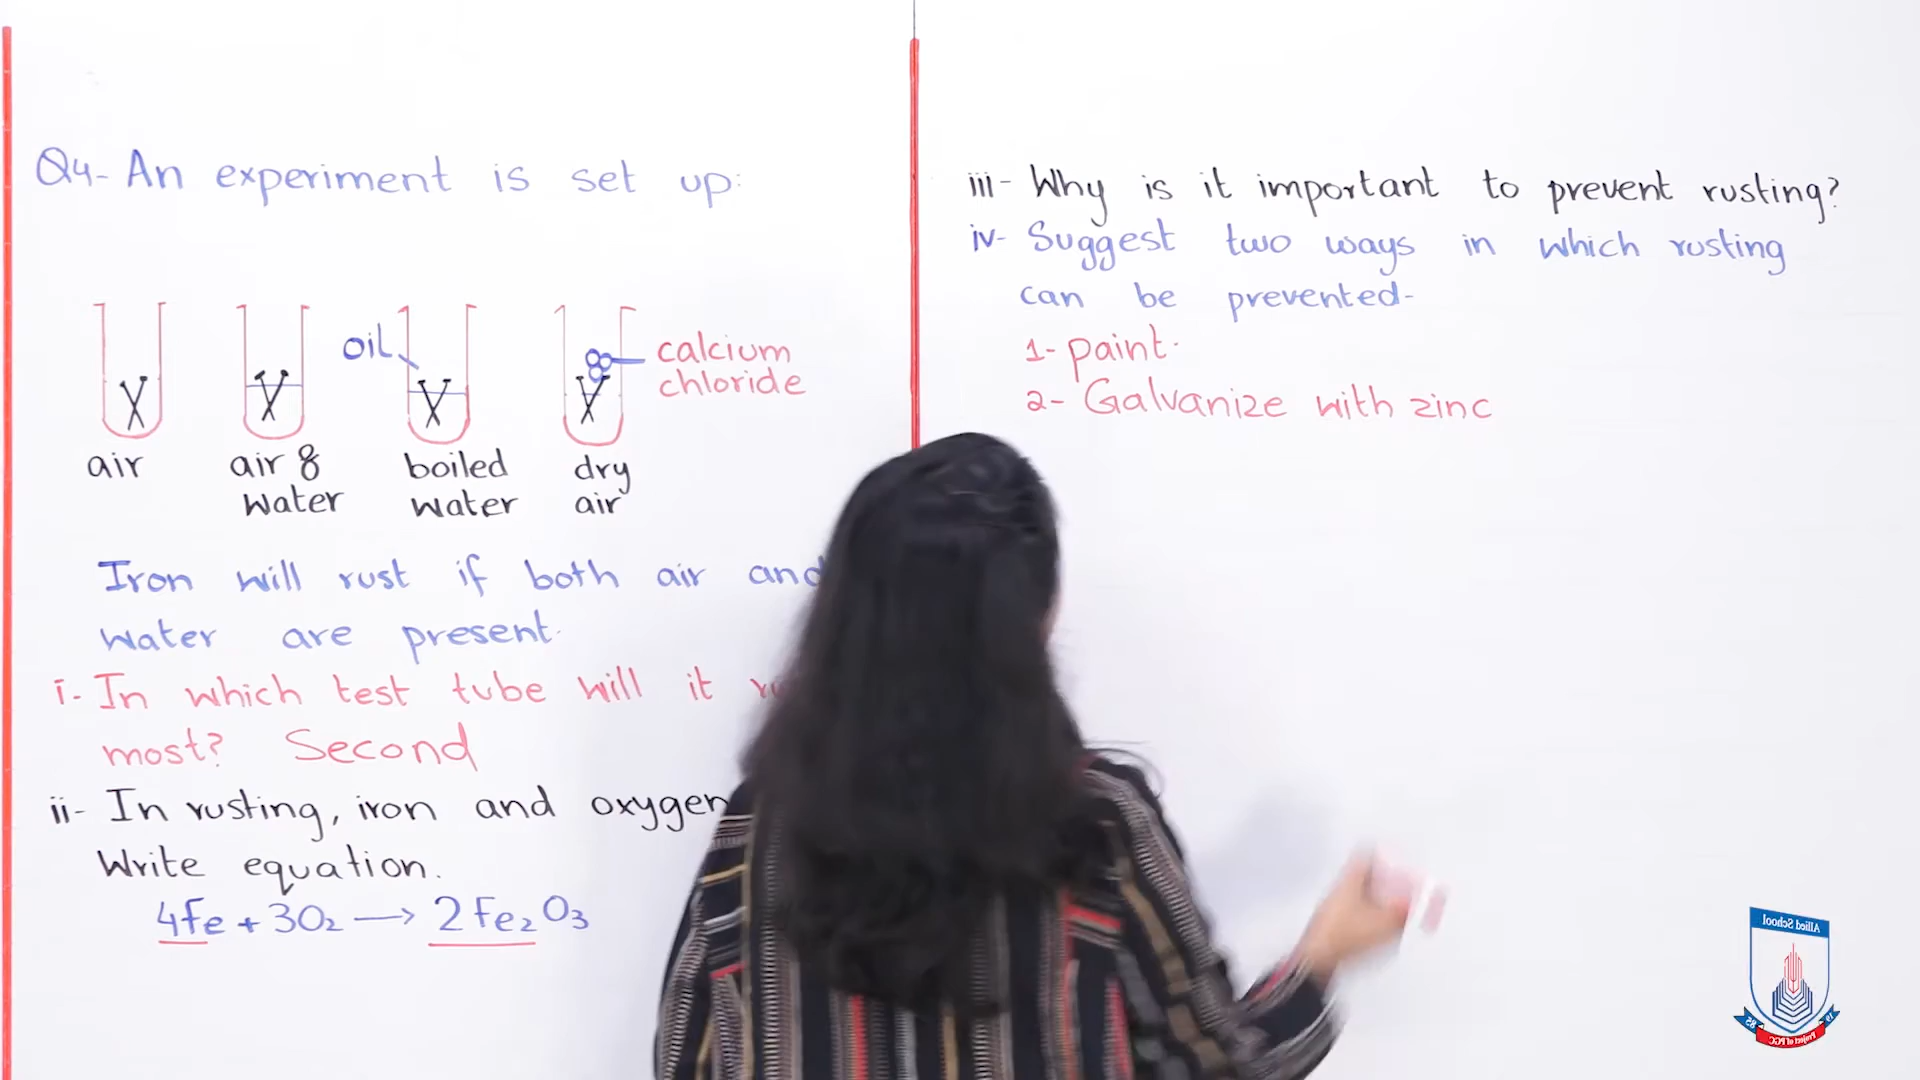 Q4- An experiment is set up:
oil
calcium
chloride
air
air &
water
boiled
water
dry
air
Iron will rust if both air and
water are present.
i- In which test tube will it
most? Second
ii- In rusting, iron and oxygen
Write equation.
4Fe + 3O₂ → 2Fe₂O₃
iii- Why is it important to prevent rusting?
iv- Suggest two ways in which rusting
can be prevented-
1- paint.
2- Galvanize with zinc
Allied School
Project of PGC